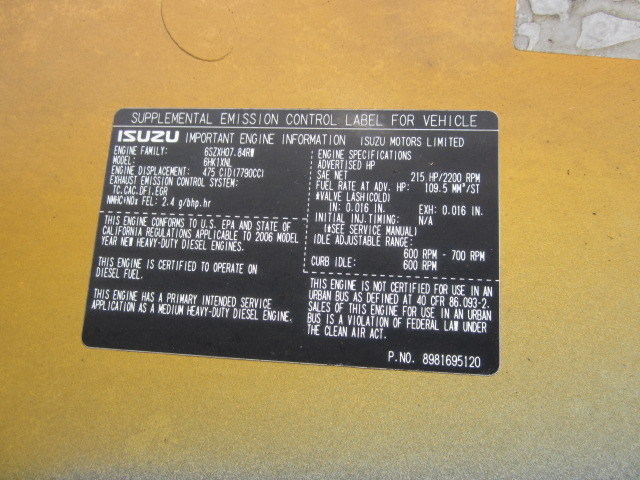 SUPPLEMENTAL EMISSION CONTROL LABEL FOR VEHICLE
ISUZU IMPORTANT ENGINE INFORMATION ISUZU MOTORS LIMITED
ENGINE FAMILY: 6SZXH07.84RW
MODEL: 6HK1XNL
ENGINE DISPLACEMENT: 475 CID(7790CC)
EXHAUST EMISSION CONTROL SYSTEM:
TC,CAC,DFI,EGR
NMHC+NOx FEL: 2.4 g/bhp.hr
THIS ENGINE CONFORMS TO U.S. EPA AND STATE OF
CALIFORNIA REGULATIONS APPLICABLE TO 2006 MODEL
YEAR NEW HEAVY-DUTY DIESEL ENGINES.
THIS ENGINE IS CERTIFIED TO OPERATE ON
DIESEL FUEL.
THIS ENGINE HAS A PRIMARY INTENDED SERVICE
APPLICATION AS A MEDIUM HEAVY-DUTY DIESEL ENGINE.
ENGINE SPECIFICATIONS
ADVERTISED HP
SAE NET 215 HP/2200 RPM
FUEL RATE AT ADV. HP: 109.5 MM³/ST
*VALVE LASH(COLD)
IN: 0.016 IN. EXH: 0.016 IN.
INITIAL INJ.TIMING: N/A
(*SEE SERVICE MANUAL)
IDLE ADJUSTABLE RANGE:
600 RPM - 700 RPM
CURB IDLE: 600 RPM
THIS ENGINE IS NOT CERTIFIED FOR USE IN AN
URBAN BUS AS DEFINED AT 40 CFR 86.093-2.
SALES OF THIS ENGINE FOR USE IN AN URBAN
BUS IS A VIOLATION OF FEDERAL LAW UNDER
THE CLEAN AIR ACT.
P.NO. 8981695120